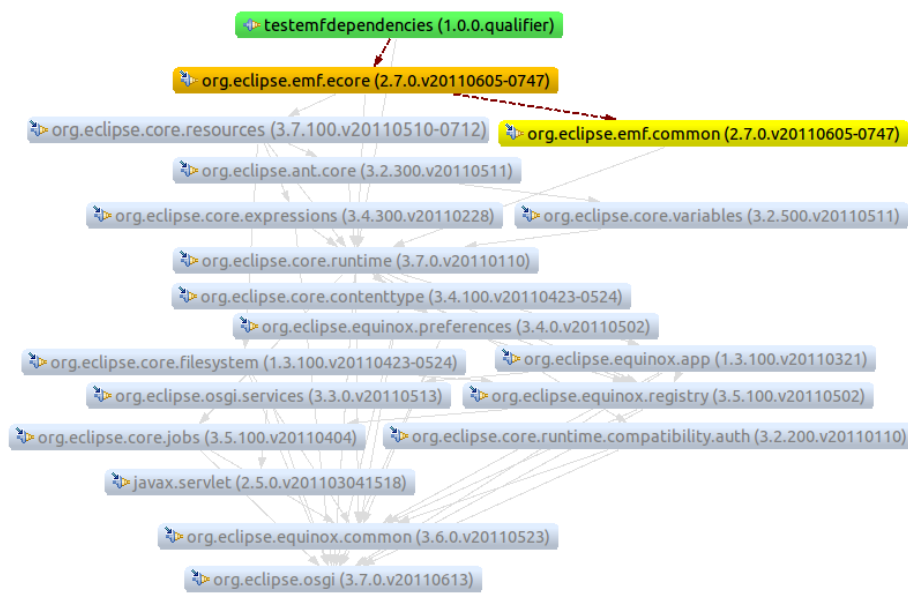 testemfdependencies (1.0.0.qualifier)
org.eclipse.emf.ecore (2.7.0.v20110605-0747)
org.eclipse.core.resources (3.7.100.v20110510-0712)
org.eclipse.emf.common (2.7.0.v20110605-0747)
org.eclipse.ant.core (3.2.300.v20110511)
org.eclipse.core.expressions (3.4.300.v20110228)
org.eclipse.core.variables (3.2.500.v20110511)
org.eclipse.core.runtime (3.7.0.v20110110)
org.eclipse.core.contenttype (3.4.100.v20110423-0524)
org.eclipse.equinox.preferences (3.4.0.v20110502)
org.eclipse.core.filesystem (1.3.100.v20110423-0524)
org.eclipse.equinox.app (1.3.100.v20110321)
org.eclipse.osgi.services (3.3.0.v20110513)
org.eclipse.equinox.registry (3.5.100.v20110502)
org.eclipse.core.jobs (3.5.100.v20110404)
org.eclipse.core.runtime.compatibility.auth (3.2.200.v20110110)
javax.servlet (2.5.0.v201103041518)
org.eclipse.equinox.common (3.6.0.v20110523)
org.eclipse.osgi (3.7.0.v20110613)